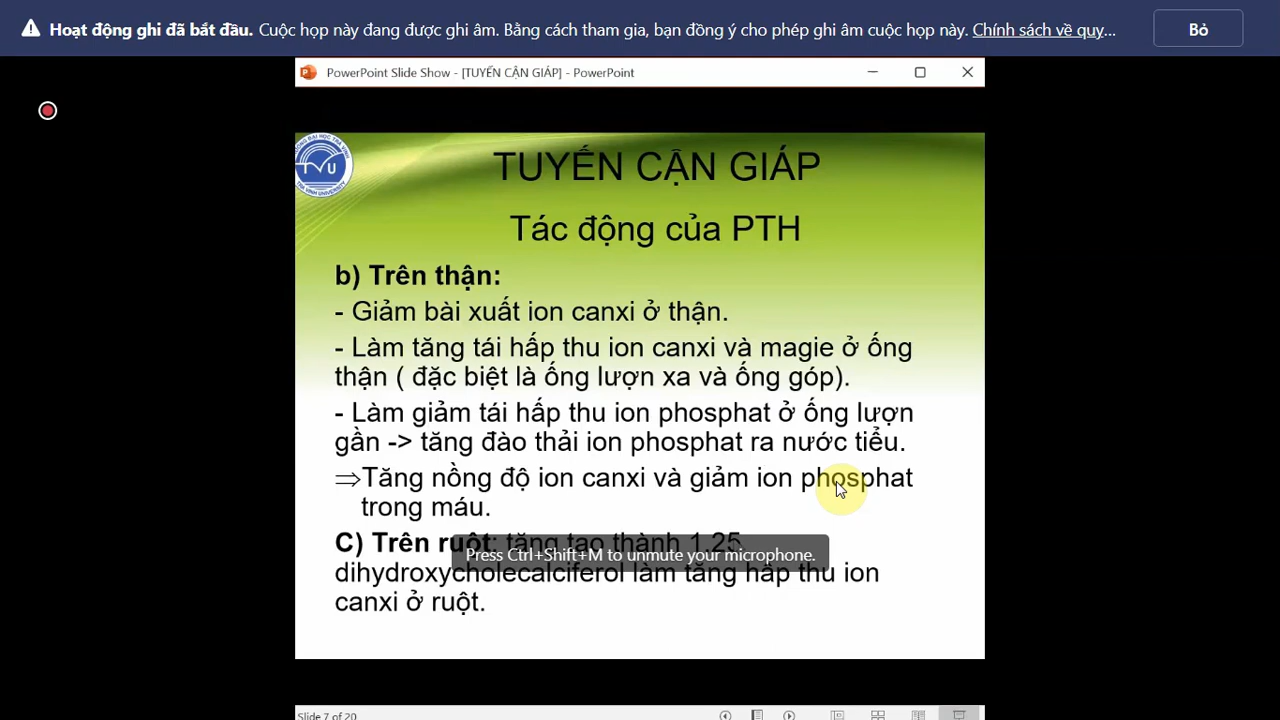 Hoạt động ghi đã bắt đầu. Cuộc họp này đang được ghi âm. Bằng cách tham gia, bạn đồng ý cho phép ghi âm cuộc họp này. Chính sách về quy... Bỏ
PowerPoint Slide Show - [TUYẾN CẬN GIÁP] - PowerPoint
TVU
TUYẾN CẬN GIÁP
Tác động của PTH
b) Trên thận:
- Giảm bài xuất ion canxi ở thận.
- Làm tăng tái hấp thu ion canxi và magie ở ống
thận ( đặc biệt là ống lượn xa và ống góp).
- Làm giảm tái hấp thu ion phosphat ở ống lượn
gần -> tăng đào thải ion phosphat ra nước tiểu.
⇒Tăng nồng độ ion canxi và giảm ion phosphat
trong máu.
C) Trên ruột: tăng tạo thành 1,25
Press Ctrl+Shift+M to unmute your microphone.
dihydroxycholecalciferol làm tăng hấp thu ion
canxi ở ruột.
Slide 7 of 20